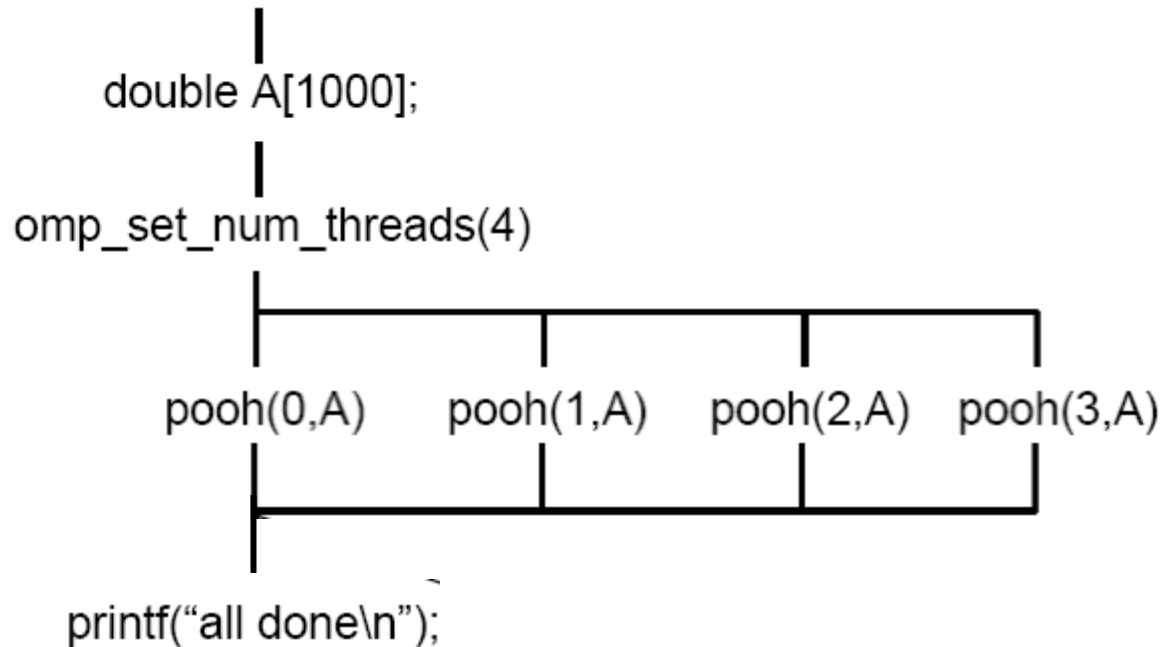 double A[1000];
omp_set_num_threads(4)
pooh(0,A) pooh(1,A) pooh(2,A) pooh(3,A)
printf(“all done\n”);